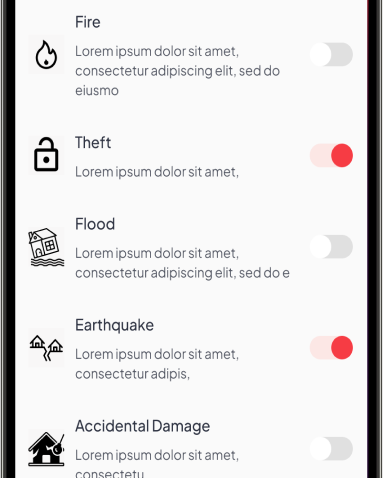 Fire
Lorem ipsum dolor sit amet,
consectetur adipiscing elit, sed do
eiusmo
Theft
Lorem ipsum dolor sit amet,
Flood
Lorem ipsum dolor sit amet,
consectetur adipiscing elit, sed do e
Earthquake
Lorem ipsum dolor sit amet,
consectetur adipis,
Accidental Damage
Lorem ipsum dolor sit amet,
consectetu